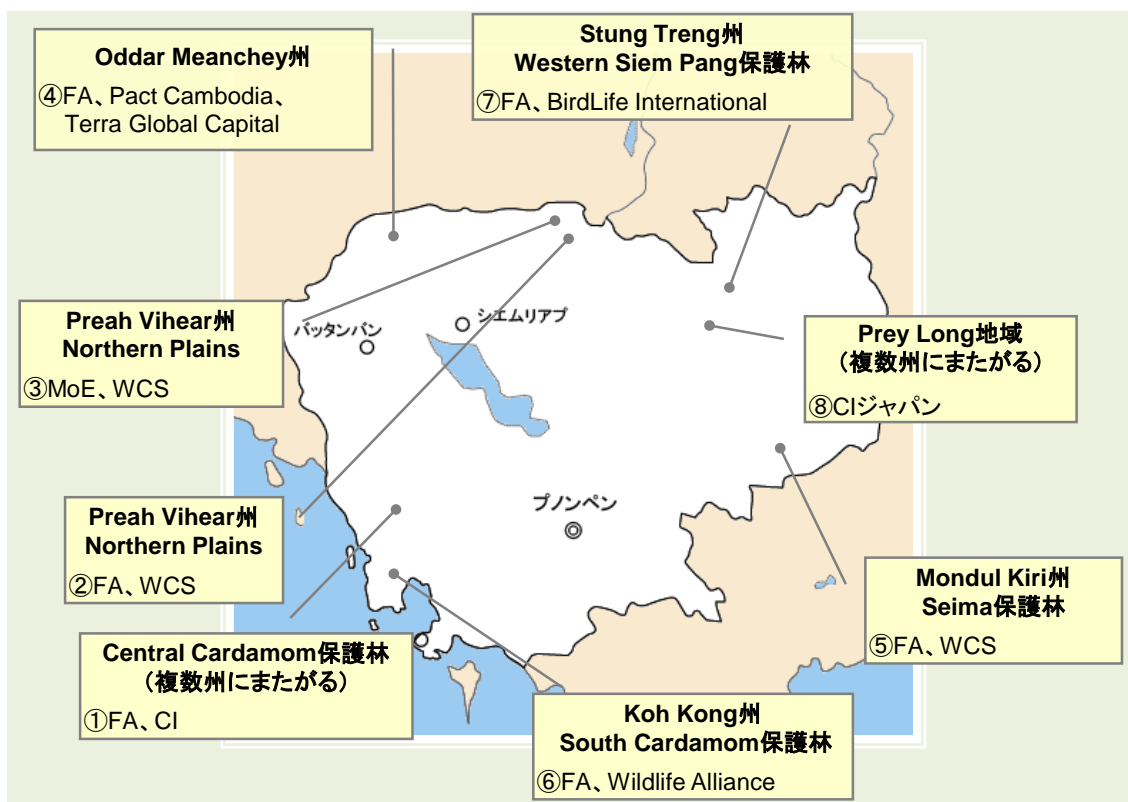 Oddar Meanchey州
④FA、Pact Cambodia、
Terra Global Capital
Stung Treng州
Western Siem Pang保護林
⑦FA、BirdLife International
Preah Vihear州
Northern Plains
③MoE、WCS
バッタンバン
シエムリアプ
Prey Long地域
（複数州にまたがる）
⑧CIジャパン
Preah Vihear州
Northern Plains
②FA、WCS
プノンペン
Mondul Kiri州
Seima保護林
⑤FA、WCS
Central Cardamom保護林
（複数州にまたがる）
①FA、CI
Koh Kong州
South Cardamom保護林
⑥FA、Wildlife Alliance